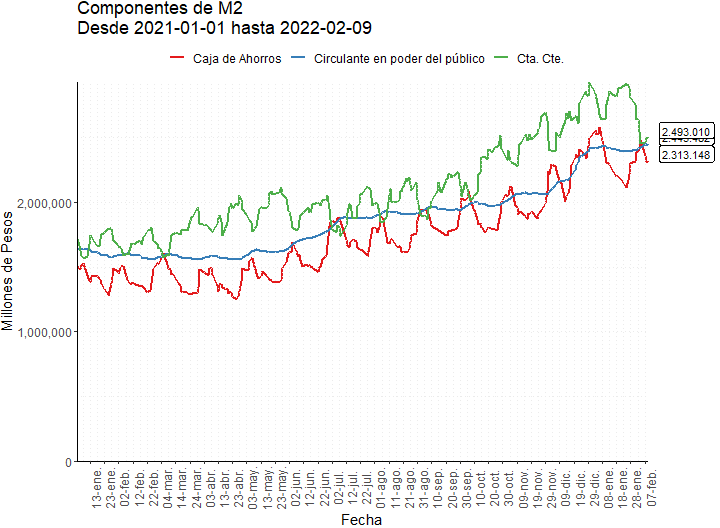 Componentes de M2
Desde 2021-01-01 hasta 2022-02-09
Caja de Ahorros Circulante en poder del público Cta. Cte.
2.493.010
2.313.148
2,000,000
1,000,000
0
Millones de Pesos
13-ene. 23-ene. 02-feb. 12-feb. 22-feb. 04-mar. 14-mar. 24-mar. 03-abr. 13-abr. 23-abr. 03-may. 13-may. 23-may. 02-jun. 12-jun. 22-jun. 02-jul. 12-jul. 22-jul. 01-ago. 11-ago. 21-ago. 31-ago. 10-sep. 20-sep. 30-sep. 10-oct. 20-oct. 30-oct. 09-nov. 19-nov. 29-nov. 09-dic. 19-dic. 29-dic. 08-ene. 18-ene. 28-ene. 07-feb.
Fecha